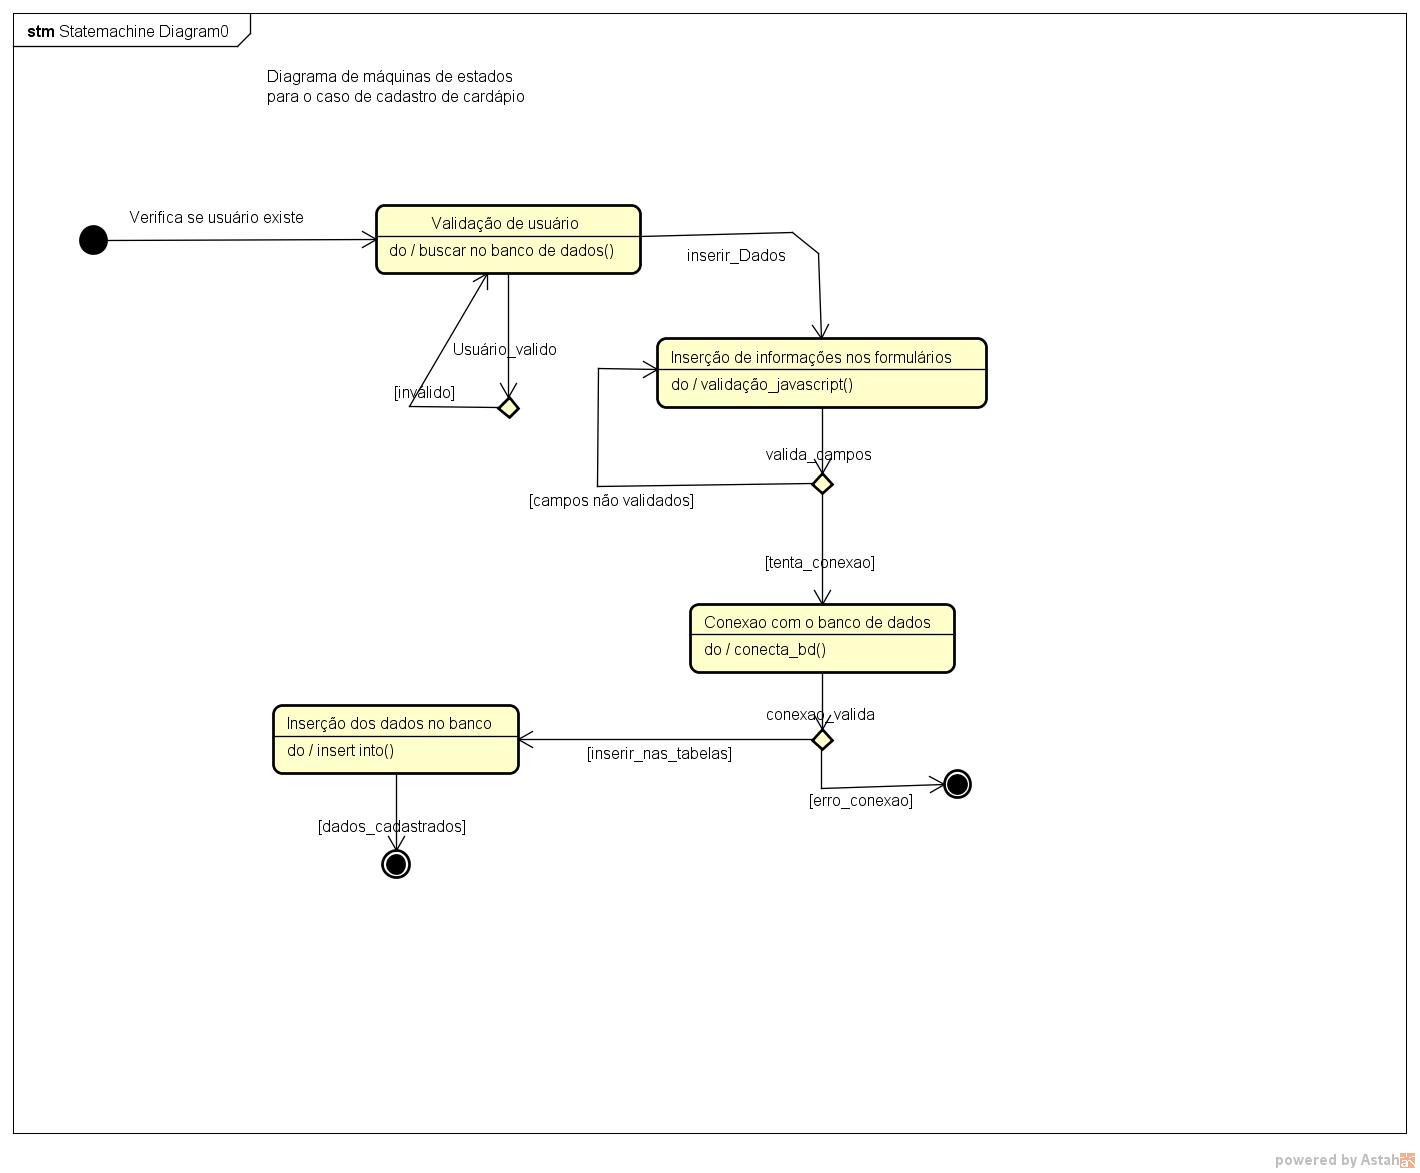 stm Statemachine Diagram0
Diagrama de máquinas de estados
para o caso de cadastro de cardápio
Verifica se usuário existe
Validação de usuário
do / buscar no banco de dados()
inserir_Dados
Usuário_valido
[inválido]
Inserção de informações nos formulários
do / validação_javascript()
valida_campos
[campos não validados]
[tenta_conexao]
Conexao com o banco de dados
do / conecta_bd()
conexao_valida
Inserção dos dados no banco
do / insert into()
[inserir_nas_tabelas]
[erro_conexao]
[dados_cadastrados]
powered by Astah